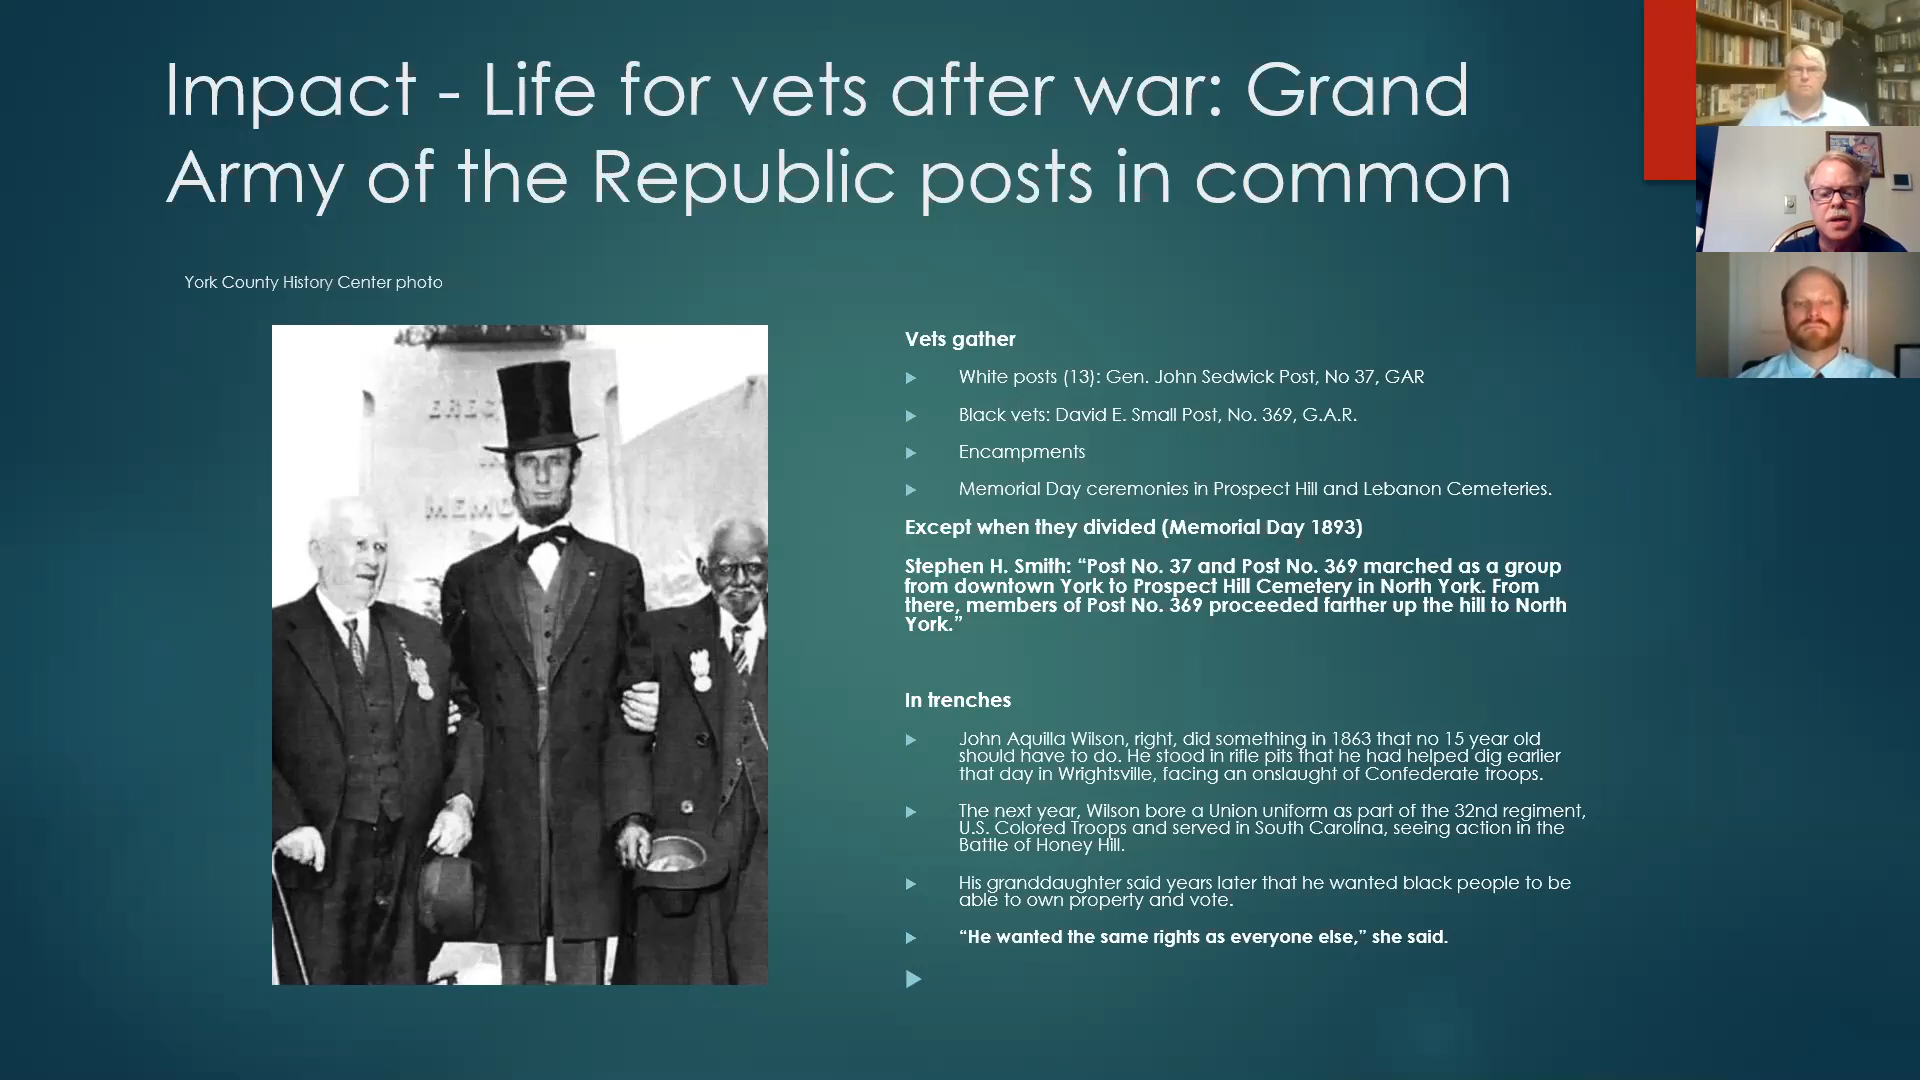 Impact - Life for vets after war: Grand
Army of the Republic posts in common
York County History Center photo
Vets gather
White posts (13): Gen. John Sedwick Post, No 37, GAR
Black vets: David E. Small Post, No. 369, G.A.R.
Encampments
Memorial Day ceremonies in Prospect Hill and Lebanon Cemeteries.
Except when they divided (Memorial Day 1893)
Stephen H. Smith: “Post No. 37 and Post No. 369 marched as a group
from downtown York to Prospect Hill Cemetery in North York. From
there, members of Post No. 369 proceeded farther up the hill to North
York.”
In trenches
John Aquilla Wilson, right, did something in 1863 that no 15 year old
should have to do. He stood in rifle pits that he had helped dig earlier
that day in Wrightsville, facing an onslaught of Confederate troops.
The next year, Wilson bore a Union uniform as part of the 32nd regiment,
U.S. Colored Troops and served in South Carolina, seeing action in the
Battle of Honey Hill.
His granddaughter said years later that he wanted black people to be
able to own property and vote.
“He wanted the same rights as everyone else,” she said.
EREC
MEMO